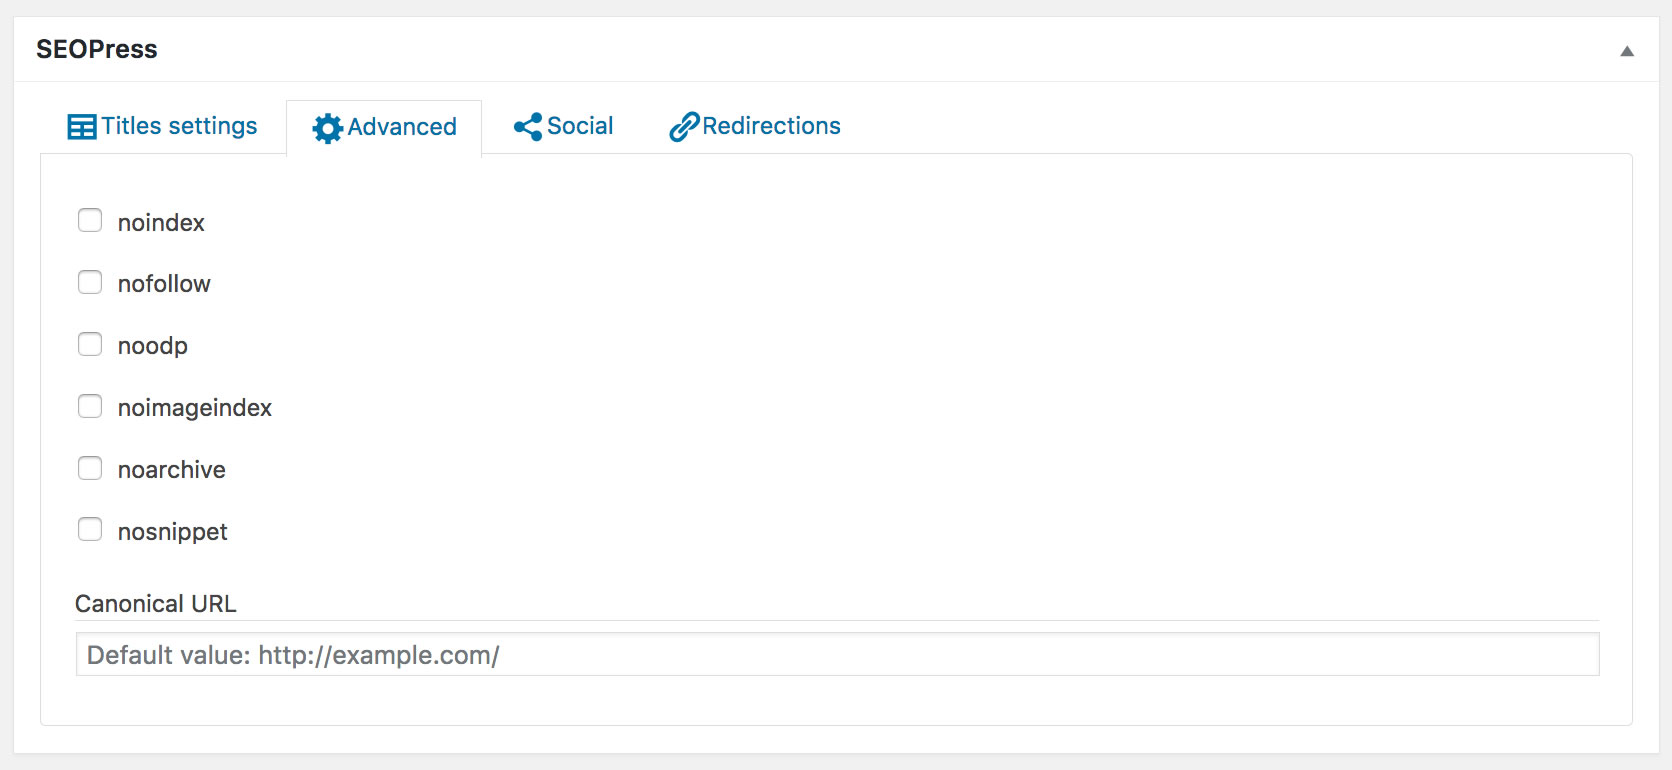 SEOPress
Titles settings Advanced Social Redirections
noindex
nofollow
noodp
noimageindex
noarchive
nosnippet
Canonical URL
Default value: http://example.com/